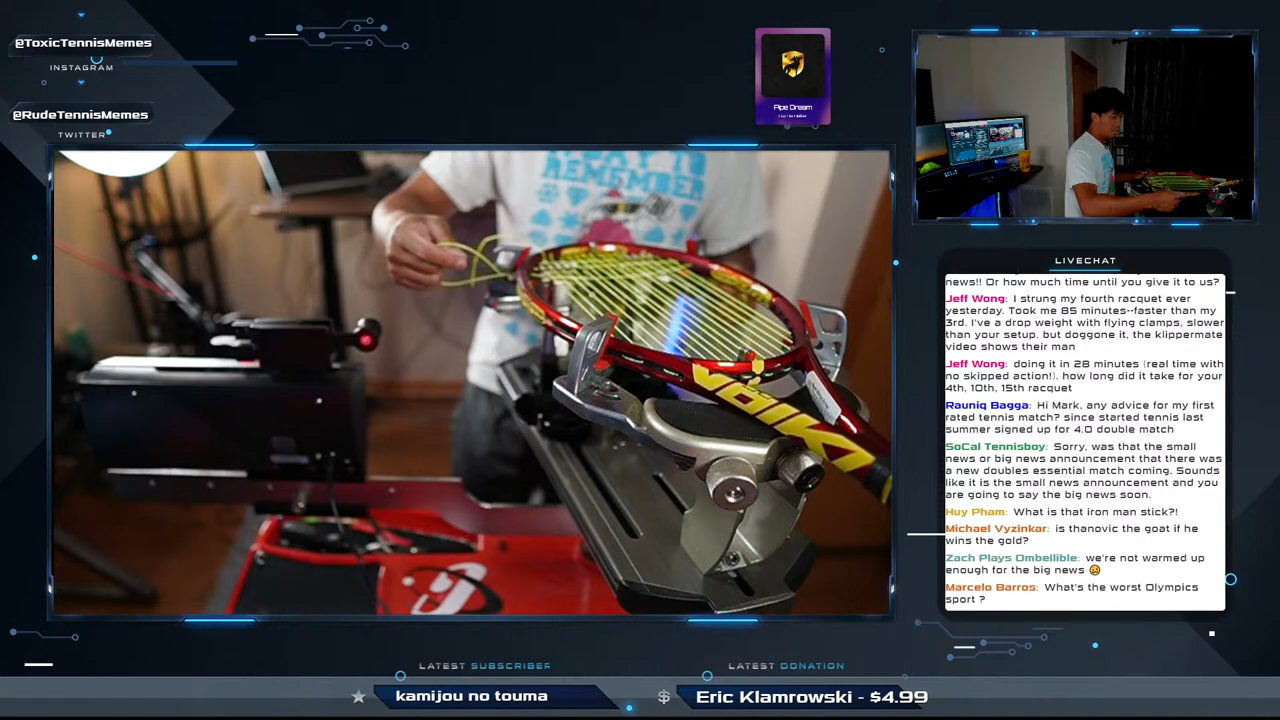 @ToxicTennisMemes
INSTAGRAM
@RudeTennisMemes
TWITTER
Pipe Dream
REMEMBER
Völkl
LIVECHAT
news!! Or how much time until you give it to us?
Jeff Wong: I strung my fourth racquet ever
yesterday. Took me 85 minutes--faster than my
3rd. I've a drop weight with flying clamps, slower
than your setup. but doggone it, the klippermate
video shows their man
Jeff Wong: doing it in 28 minutes (real time with
no skipped action!). how long did it take for your
4th, 10th, 15th racquet
Rauniq Bagga: Hi Mark, any advice for my first
rated tennis match? since started tennis last
summer signed up for 4.0 double match
SoCal Tennisboy: Sorry, was that the small
news or big news announcement that there was
a new doubles essential match coming. Sounds
like it is the small news announcement and you
are going to say the big news soon.
Huy Pham: What is that iron man stick?!
Michael Vyzinkar: is thanovic the goat if he
wins the gold?
Zach Plays Ombellible: we're not warmed up
enough for the big news 😥
Marcelo Barros: What's the worst Olympics
sport ?
LATEST SUBSCRIBER
kamijou no touma
LATEST DONATION
$ Eric Klamrowski - $4.99